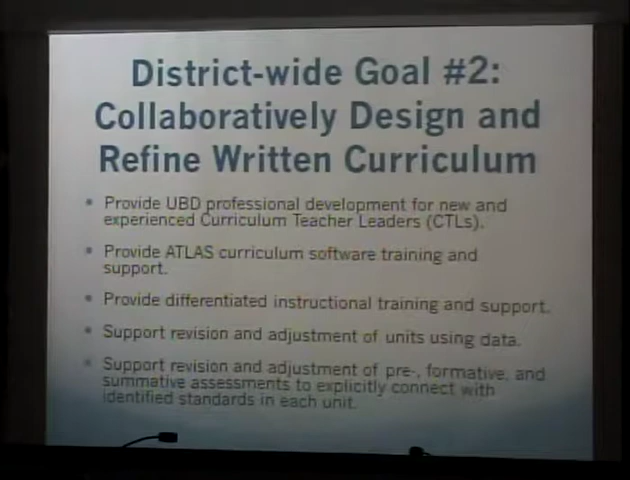 District-wide Goal #2:
Collaboratively Design and
Refine Written Curriculum
Provide UBD professional development for new and
experienced Curriculum Teacher Leaders (CTLs).
Provide ATLAS curriculum software training and
support.
Provide differentiated instructional training and support.
Support revision and adjustment of units using data.
Support revision and adjustment of pre-, formative, and
summative assessments to explicitly connect with
identified standards in each unit.